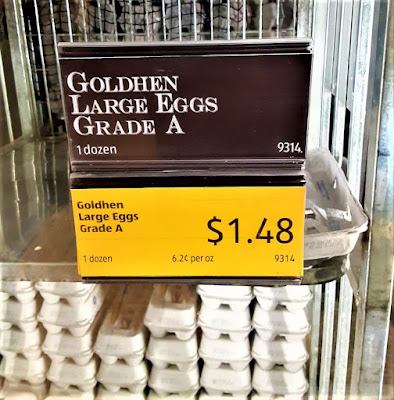 GOLDHEN
LARGE EGGS
GRADE A
1 dozen 9314
Goldhen
Large Eggs
Grade A
$1.48
1 dozen 6.2¢ per oz 9314